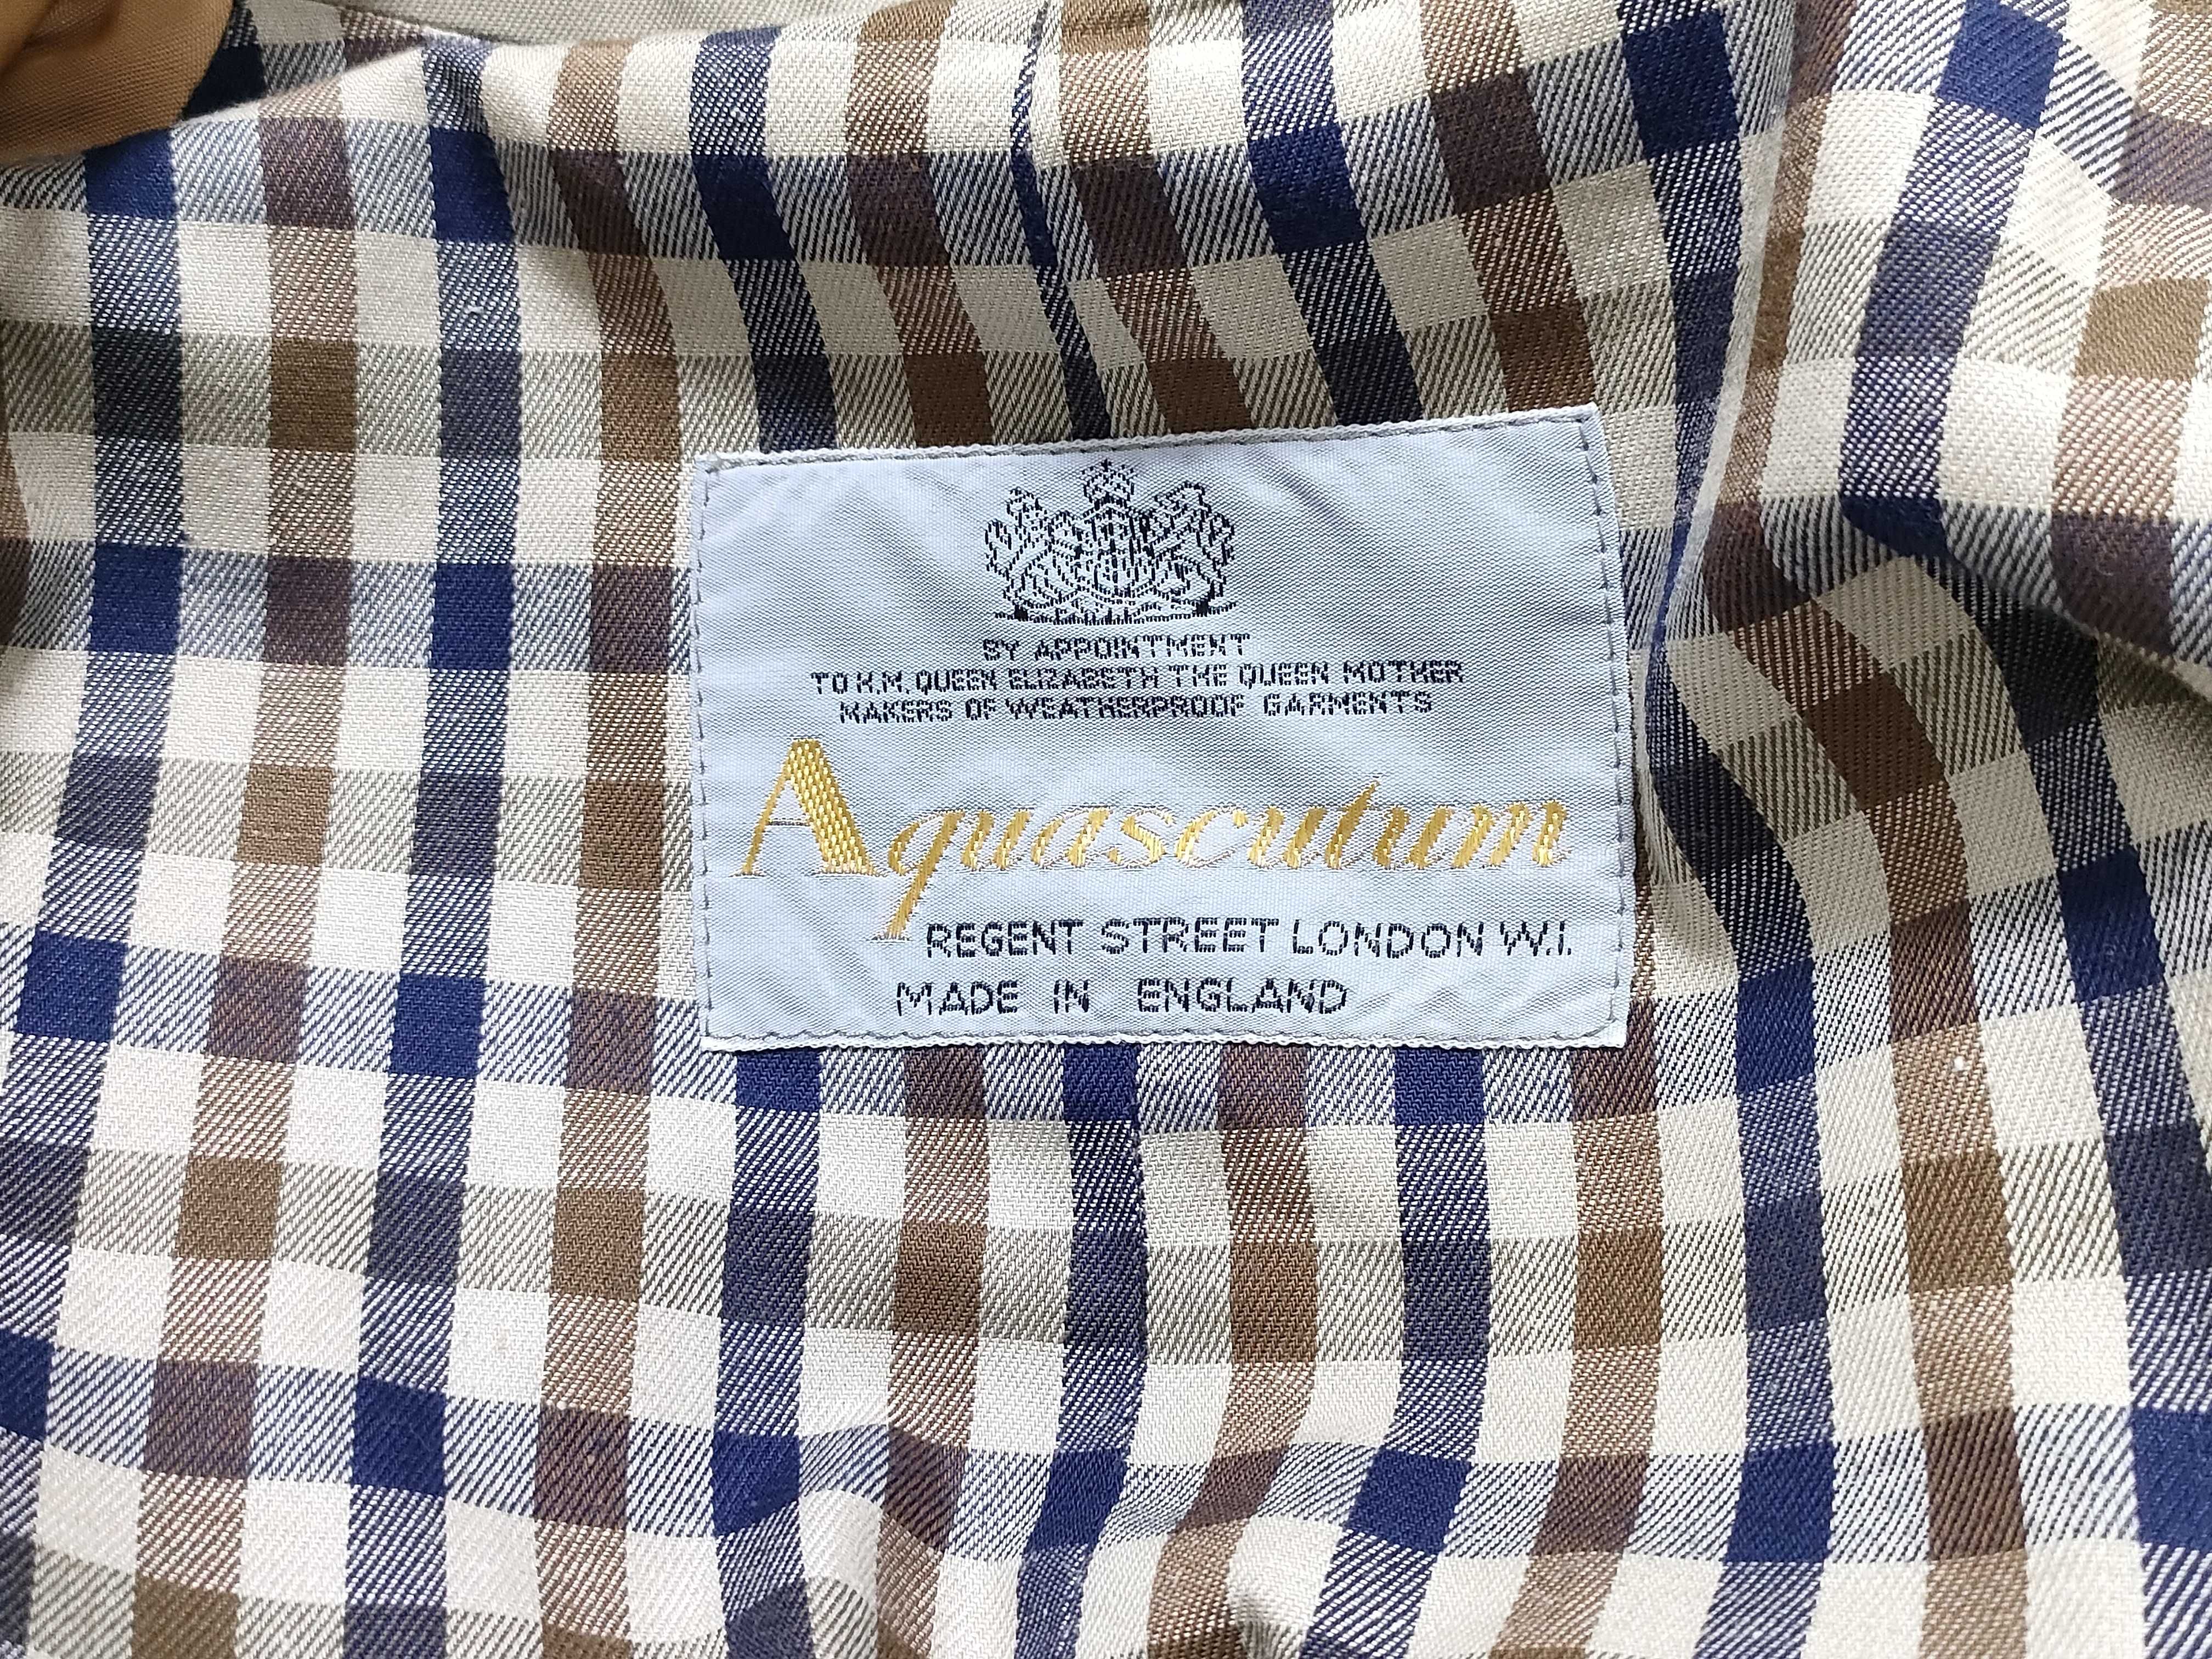 BY APPOINTMENT
TO H.M. QUEEN ELIZABETH THE QUEEN MOTHER
MAKERS OF WEATHERPROOF GARMENTS
Aquascutum
REGENT STREET LONDON W.I.
MADE IN ENGLAND